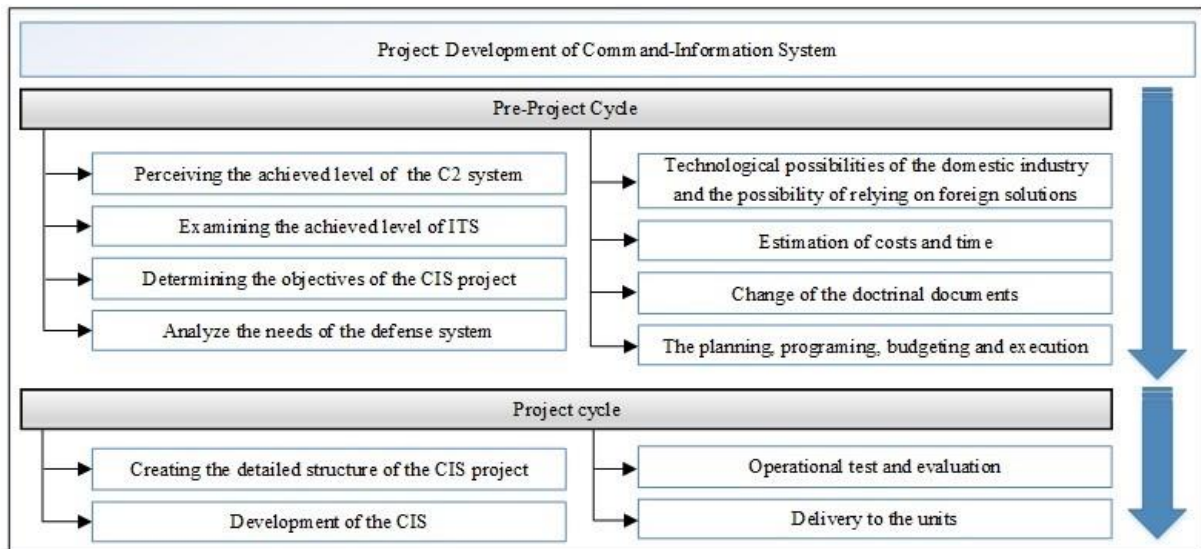 Project: Development of Command-Information System
Pre-Project Cycle
Perceiving the achieved level of the C2 system
Examining the achieved level of ITS
Determining the objectives of the CIS project
Analyze the needs of the defense system
Technological possibilities of the domestic industry
and the possibility of relying on foreign solutions
Estimation of costs and time
Change of the doctrinal documents
The planning, programing, budgeting and execution
Project cycle
Creating the detailed structure of the CIS project
Development of the CIS
Operational test and evaluation
Delivery to the units